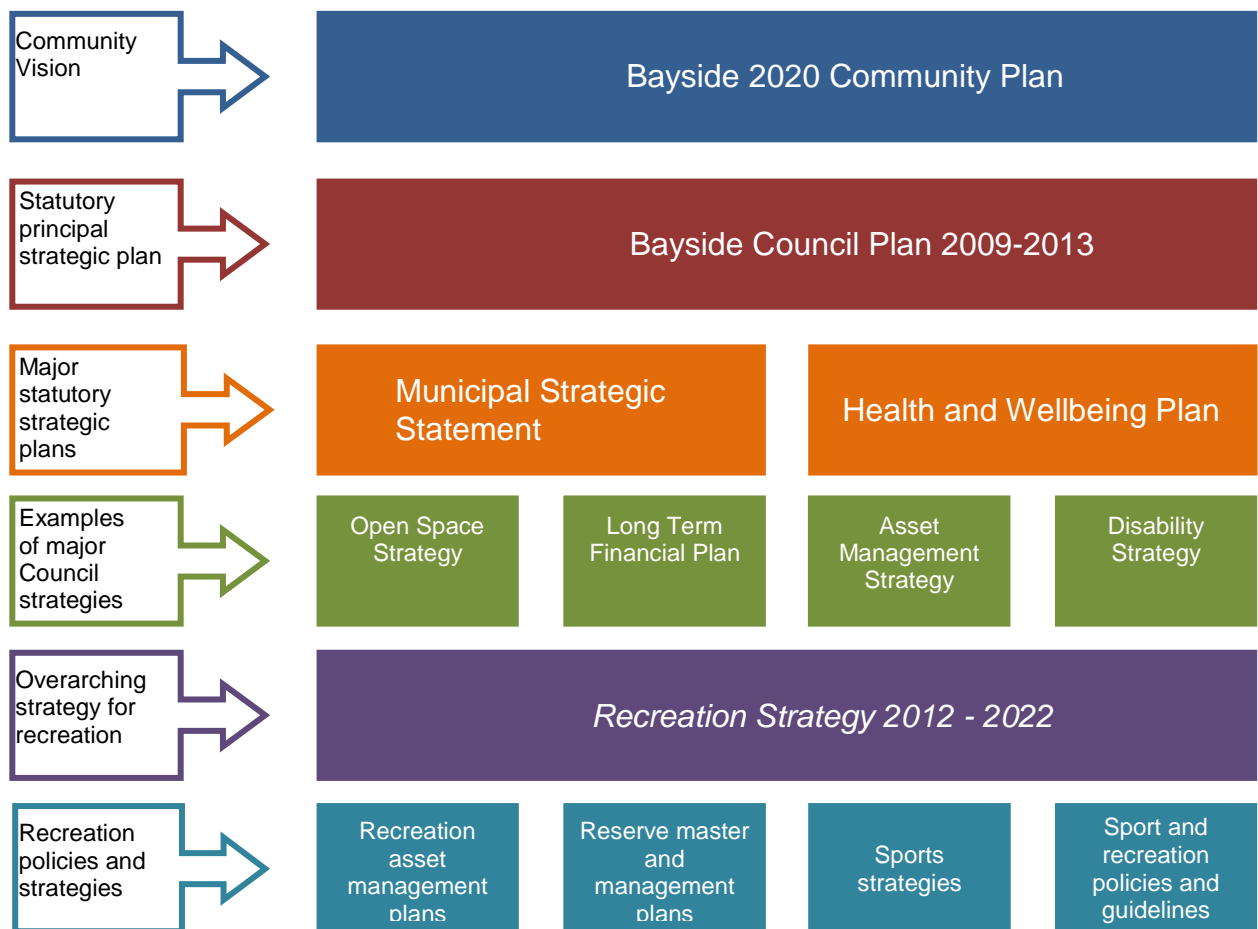 Community
Vision
Bayside 2020 Community Plan
Statutory
principal
strategic plan
Bayside Council Plan 2009-2013
Major
statutory
strategic
plans
Municipal Strategic
Statement
Health and Wellbeing Plan
Examples
of major
Council
strategies
Open Space
Strategy
Long Term
Financial Plan
Asset
Management
Strategy
Disability
Strategy
Overarching
strategy for
recreation
Recreation Strategy 2012 - 2022
Recreation
policies and
strategies
Recreation
asset
management
plans
Reserve master
and
management
plans
Sports
strategies
Sport and
recreation
policies and
guidelines